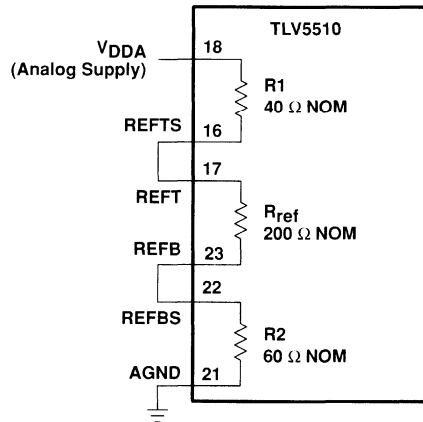 TLV5510
VDDA
(Analog Supply)
18
R1
40 Ω NOM
REFTS
16
17
REFT
Rref
200 Ω NOM
REFB
23
22
REFBS
R2
60 Ω NOM
AGND
21